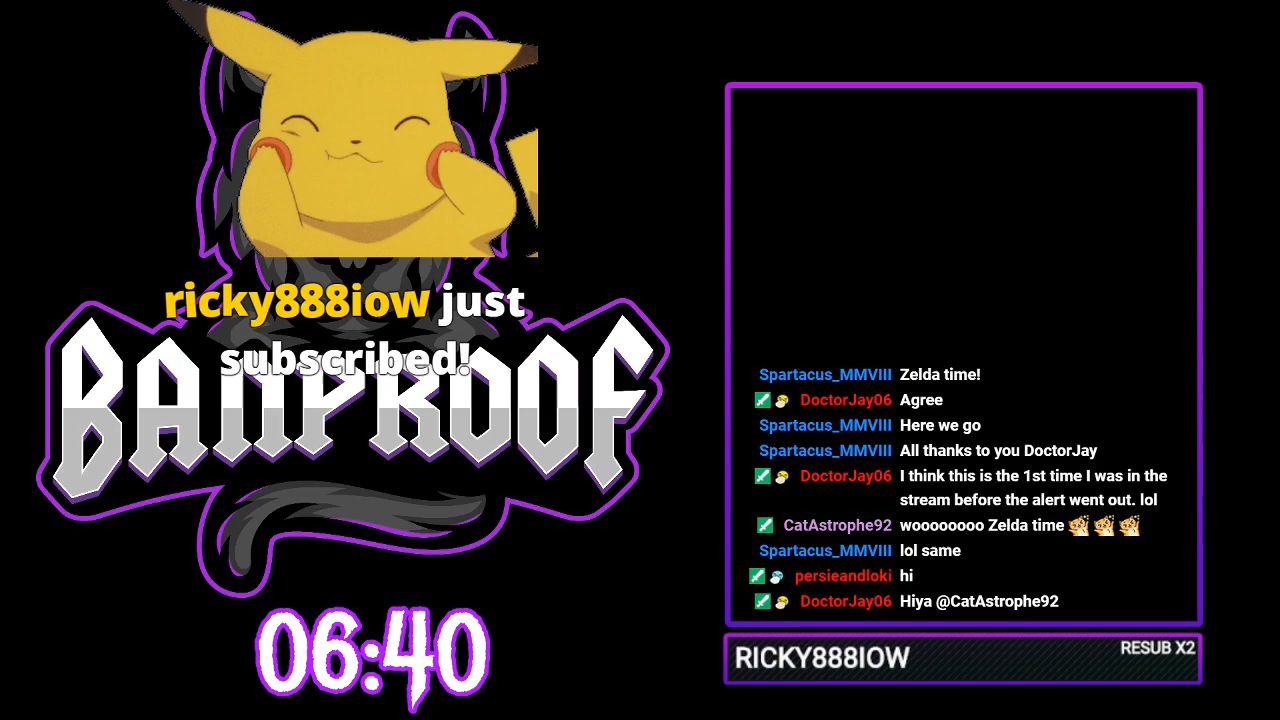 ricky888iow just
subscribed!
BANPROOF
06:40
Spartacus_MMVIII Zelda time!
DoctorJay06 Agree
Spartacus_MMVIII Here we go
Spartacus_MMVIII All thanks to you DoctorJay
DoctorJay06 I think this is the 1st time I was in the
stream before the alert went out. lol
CatAstrophe92 woooooooo Zelda time
Spartacus_MMVIII lol same
persieandloki hi
DoctorJay06 Hiya @CatAstrophe92
RICKY888IOW RESUB X2